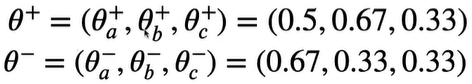 θ⁺ = (θₐ⁺, θ_b⁺, θ_c⁺) = (0.5, 0.67, 0.33)
θ⁻ = (θₐ⁻, θ_b⁻, θ_c⁻) = (0.67, 0.33, 0.33)